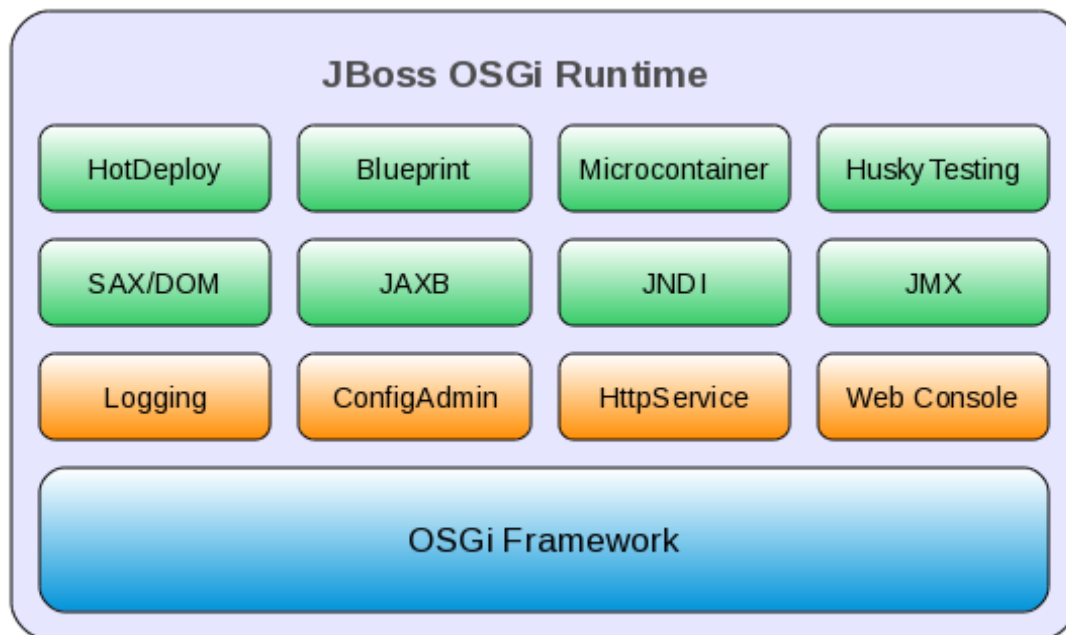 JBoss OSGi Runtime
HotDeploy
Blueprint
Microcontainer
Husky Testing
SAX/DOM
JAXB
JNDI
JMX
Logging
ConfigAdmin
HttpService
Web Console
OSGi Framework